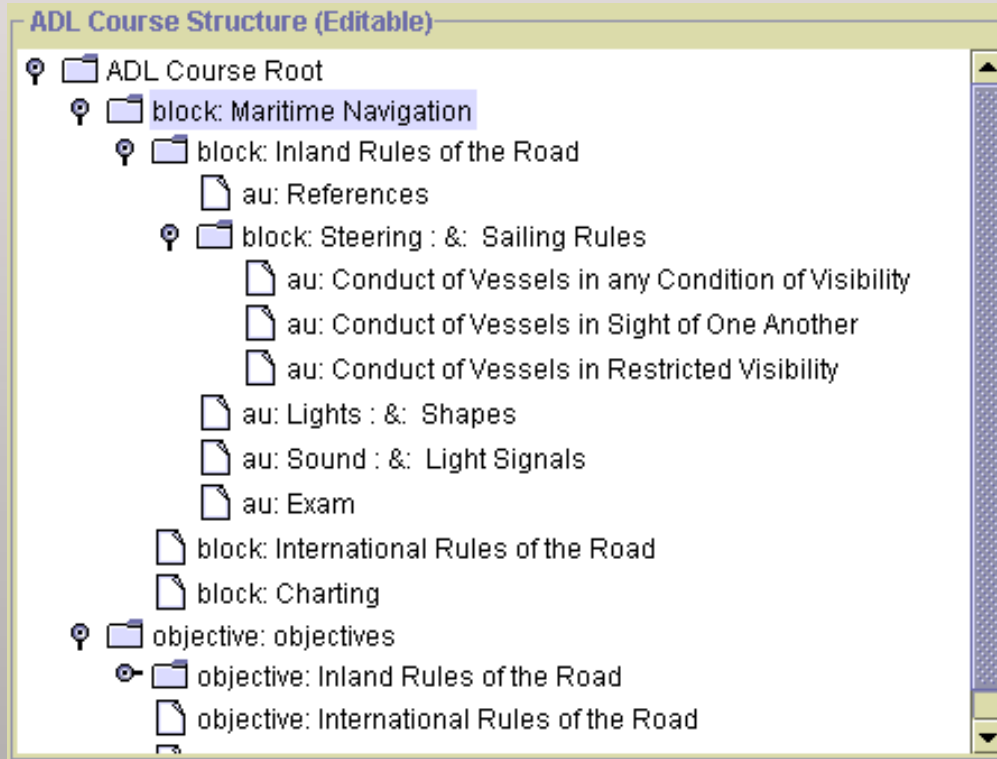 ADL Course Structure (Editable)
ADL Course Root
block: Maritime Navigation
block: Inland Rules of the Road
au: References
block: Steering : &: Sailing Rules
au: Conduct of Vessels in any Condition of Visibility
au: Conduct of Vessels in Sight of One Another
au: Conduct of Vessels in Restricted Visibility
au: Lights : &: Shapes
au: Sound : &: Light Signals
au: Exam
block: International Rules of the Road
block: Charting
objective: objectives
objective: Inland Rules of the Road
objective: International Rules of the Road